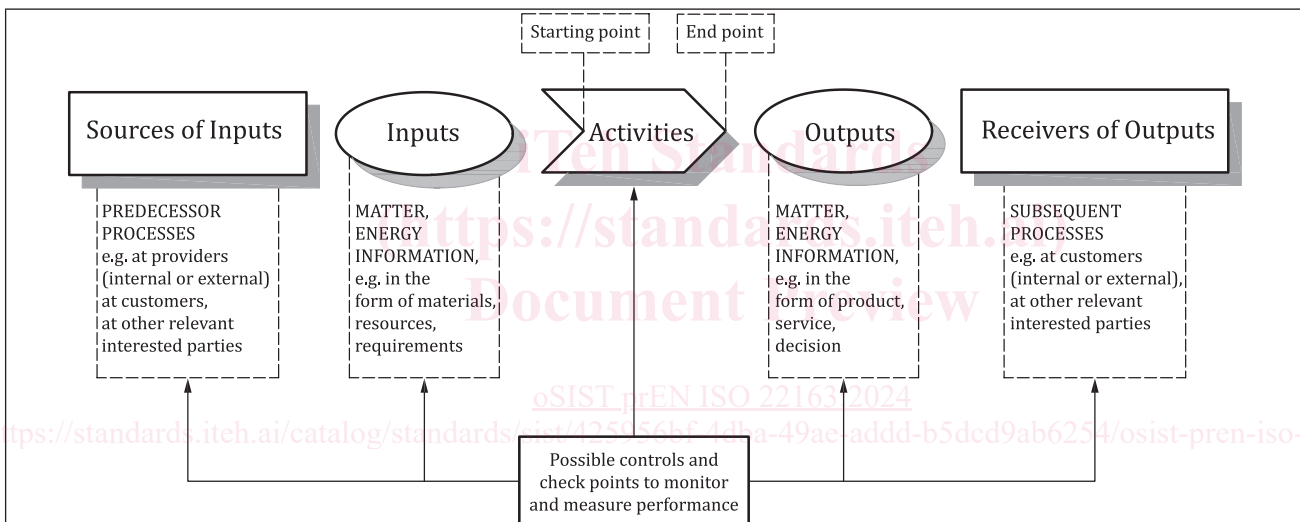 Starting point
End point
Sources of Inputs
Inputs
Activities
Outputs
Receivers of Outputs
PREDECESSOR
PROCESSES
e.g. at providers
(internal or external)
at customers,
at other relevant
interested parties
MATTER,
ENERGY
INFORMATION,
e.g. in the
form of materials,
resources,
requirements
MATTER,
ENERGY
INFORMATION,
e.g. in the
form of product,
service,
decision
SUBSEQUENT
PROCESSES
e.g. at customers
(internal or external),
at other relevant
interested parties
Possible controls and
check points to monitor
and measure performance
iTeh Standards
(https://standards.iteh.ai)
Document Preview
oSIST prEN ISO 22163:2024
ttps://standards.iteh.ai/catalog/standards/sist/425956bf-4dba-49ae-addd-b5dcd9ab6254/osist-pren-iso-